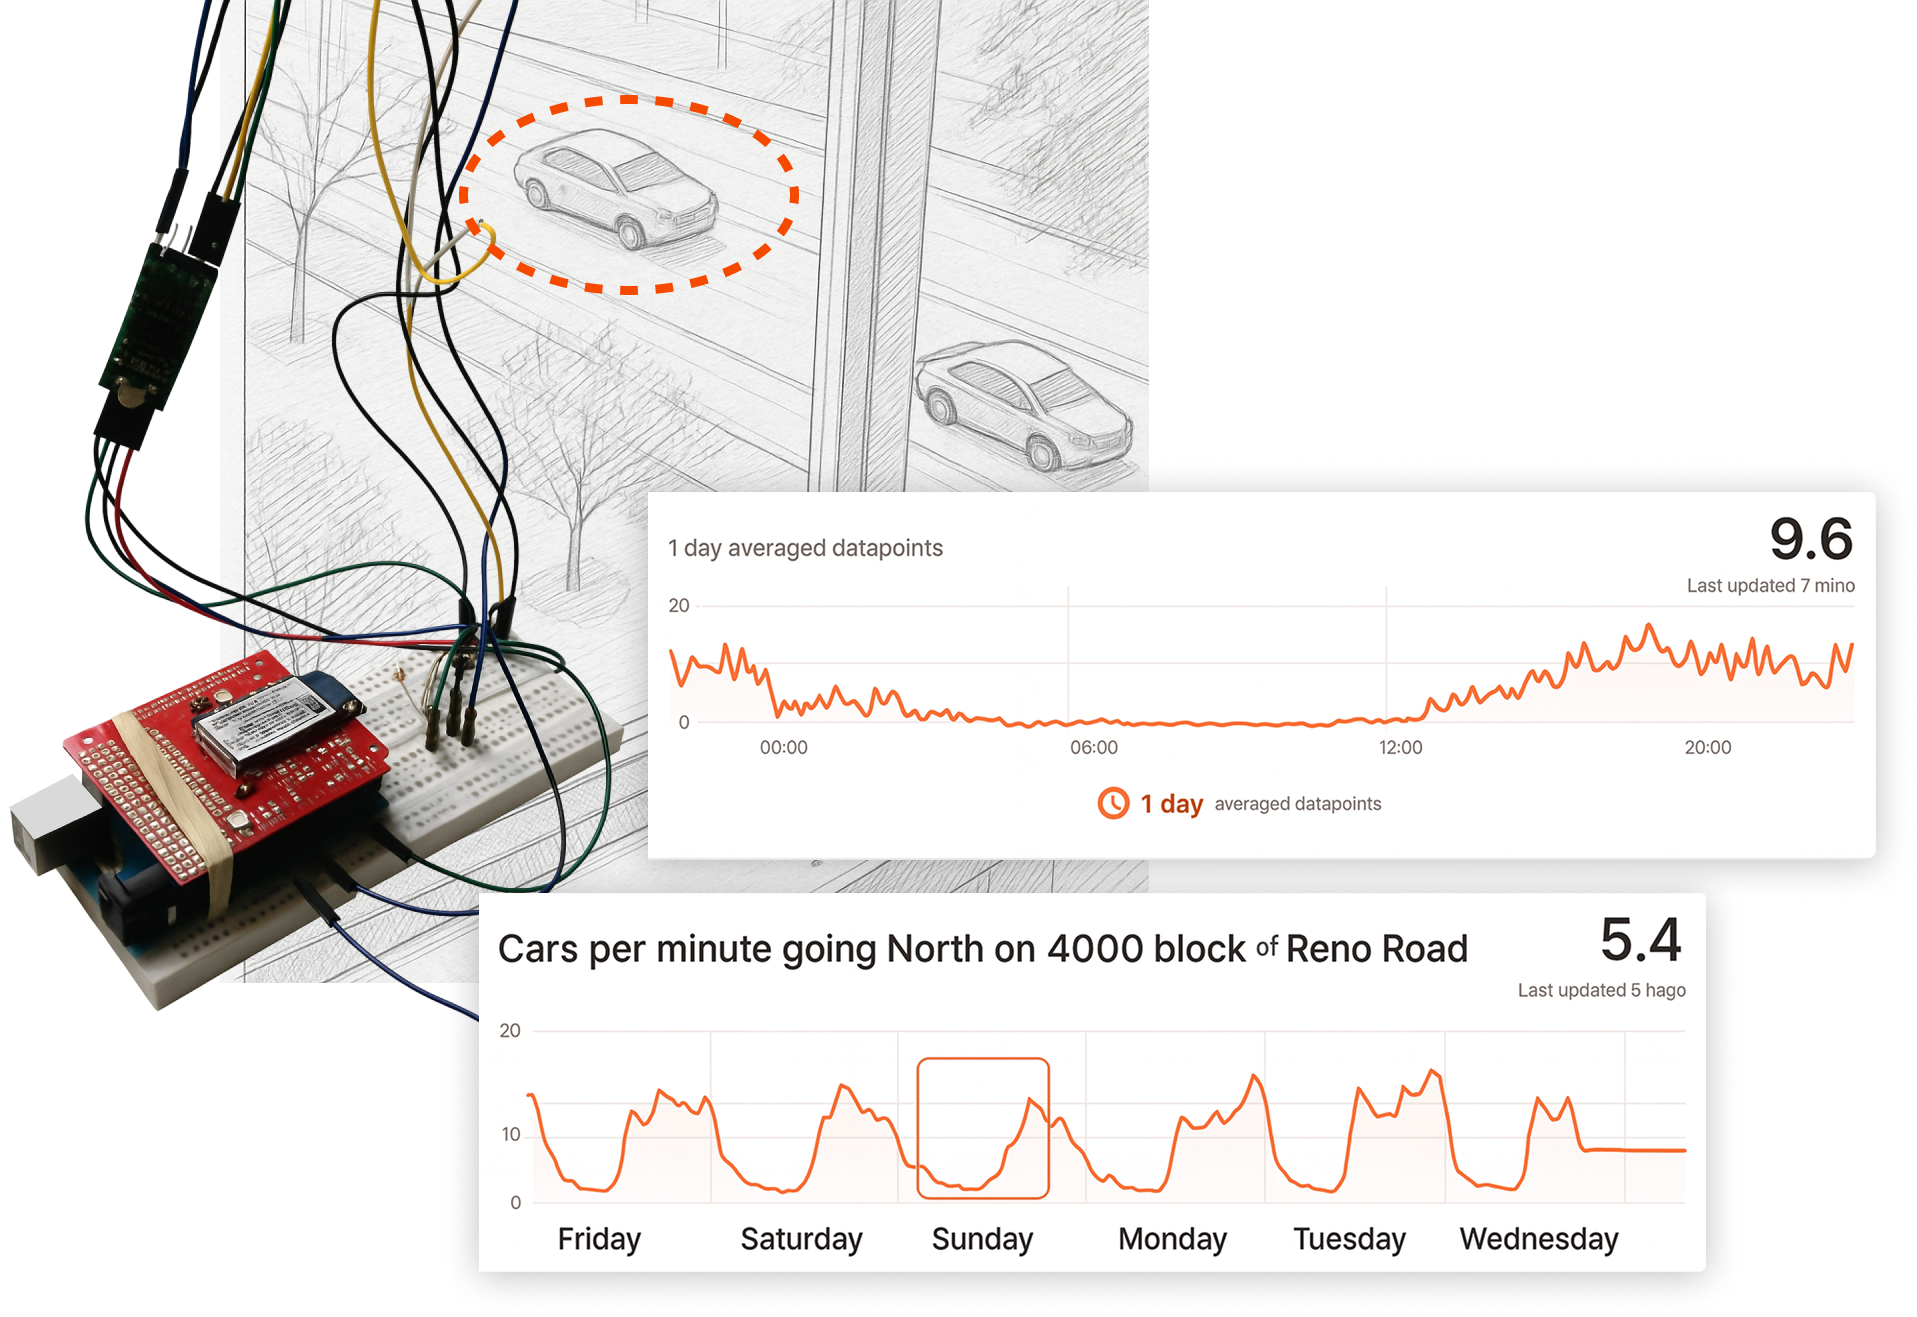 1 day averaged datapoints
9.6
Last updated 7 mino
20
0
00:00
06:00
12:00
20:00
1 day averaged datapoints
Cars per minute going North on 4000 block of Reno Road
5.4
Last updated 5 hago
20
10
0
Friday
Saturday
Sunday
Monday
Tuesday
Wednesday